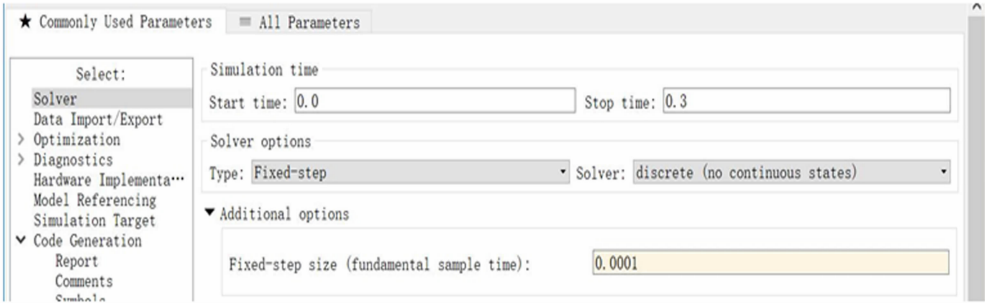 ★ Commonly Used Parameters
≡ All Parameters
Select:
Solver
Data Import/Export
Optimization
Diagnostics
Hardware Implementa…
Model Referencing
Simulation Target
Code Generation
Report
Comments
Symbols
Simulation time
Start time: 0.0
Stop time: 0.3
Solver options
Type: Fixed-step
Solver: discrete (no continuous states)
Additional options
Fixed-step size (fundamental sample time): 0.0001